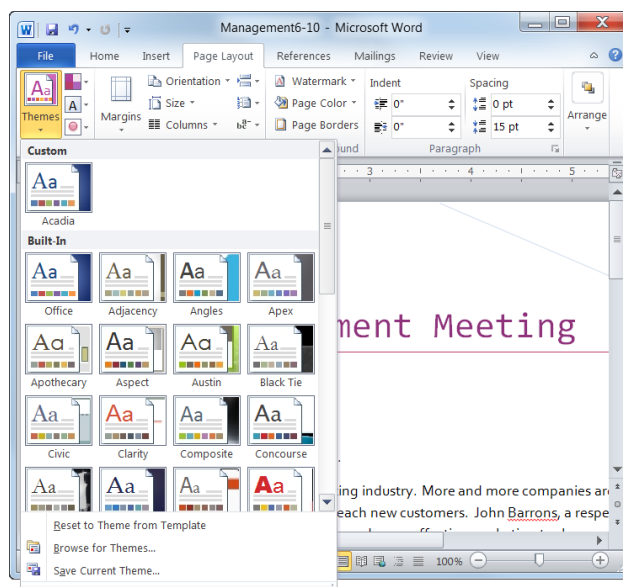 Management6-10 - Microsoft Word
File Home Insert Page Layout References Mailings Review View
Themes
Margins
Orientation
Size
Columns
Watermark
Page Color
Page Borders
Indent
0"
0"
Spacing
0 pt
15 pt
Arrange
Paragraph
Custom
Aa
Acadia
Built-In
Aa Aa Aa Aa
Office Adjacency Angles Apex
Aa Aa Aa Aa
Apothecary Aspect Austin Black Tie
Aa Aa Aa Aa
Civic Clarity Composite Concourse
Aa Aa Aa Aa
Reset to Theme from Template
Browse for Themes...
Save Current Theme...
3 4 5
Meeting
industry. More and more companies
each new customers. John Barrons, a
100%